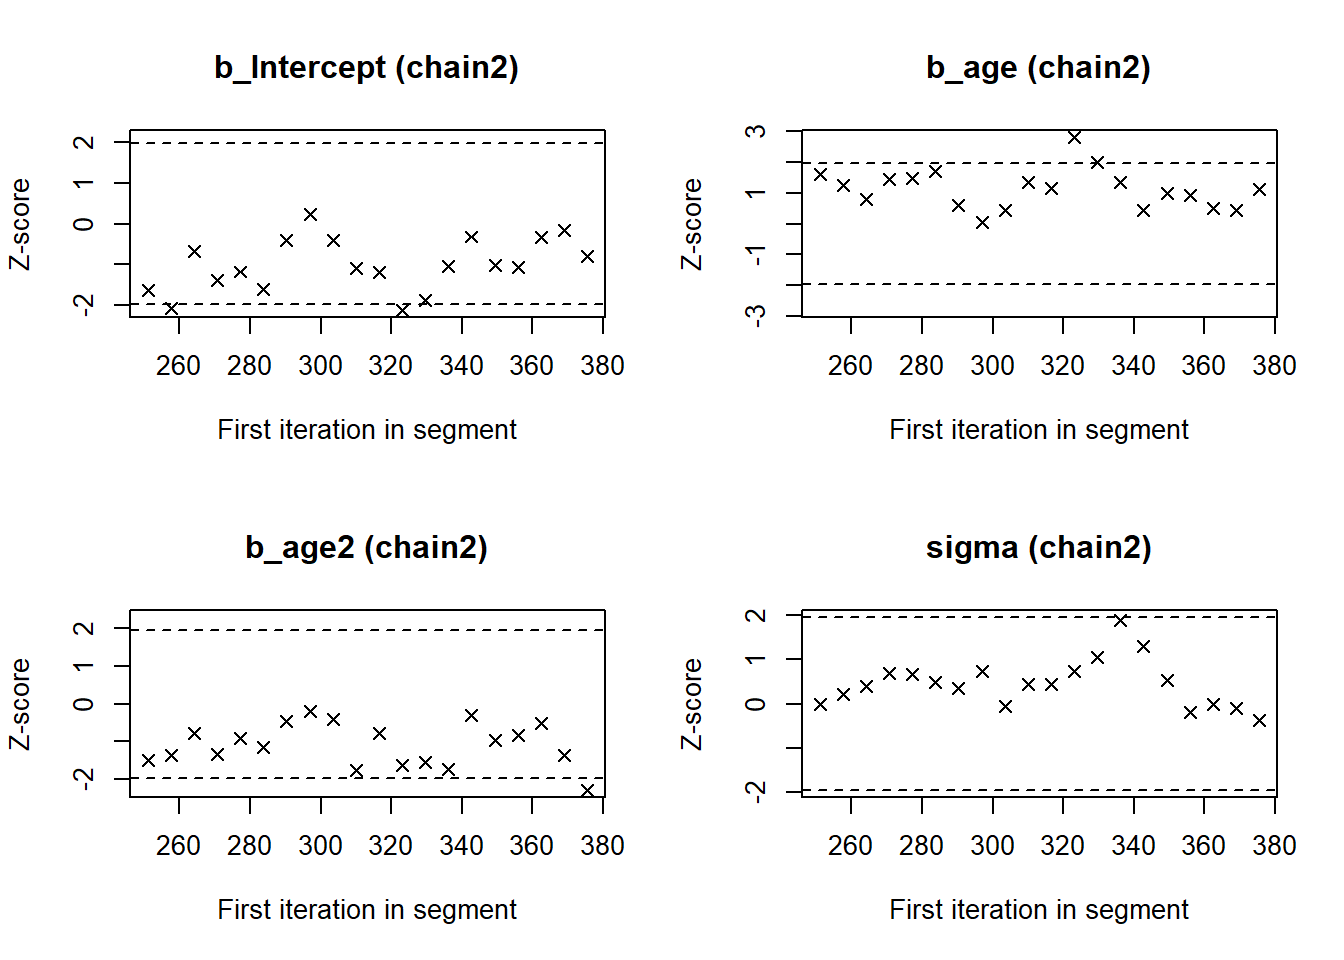 b_Intercept (chain2)
Z-score
2
1
0
-2
260 280 300 320 340 360 380
First iteration in segment
b_age (chain2)
Z-score
3
1
-1
-3
260 280 300 320 340 360 380
First iteration in segment
b_age2 (chain2)
Z-score
2
1
0
-2
260 280 300 320 340 360 380
First iteration in segment
sigma (chain2)
Z-score
2
1
0
-2
260 280 300 320 340 360 380
First iteration in segment